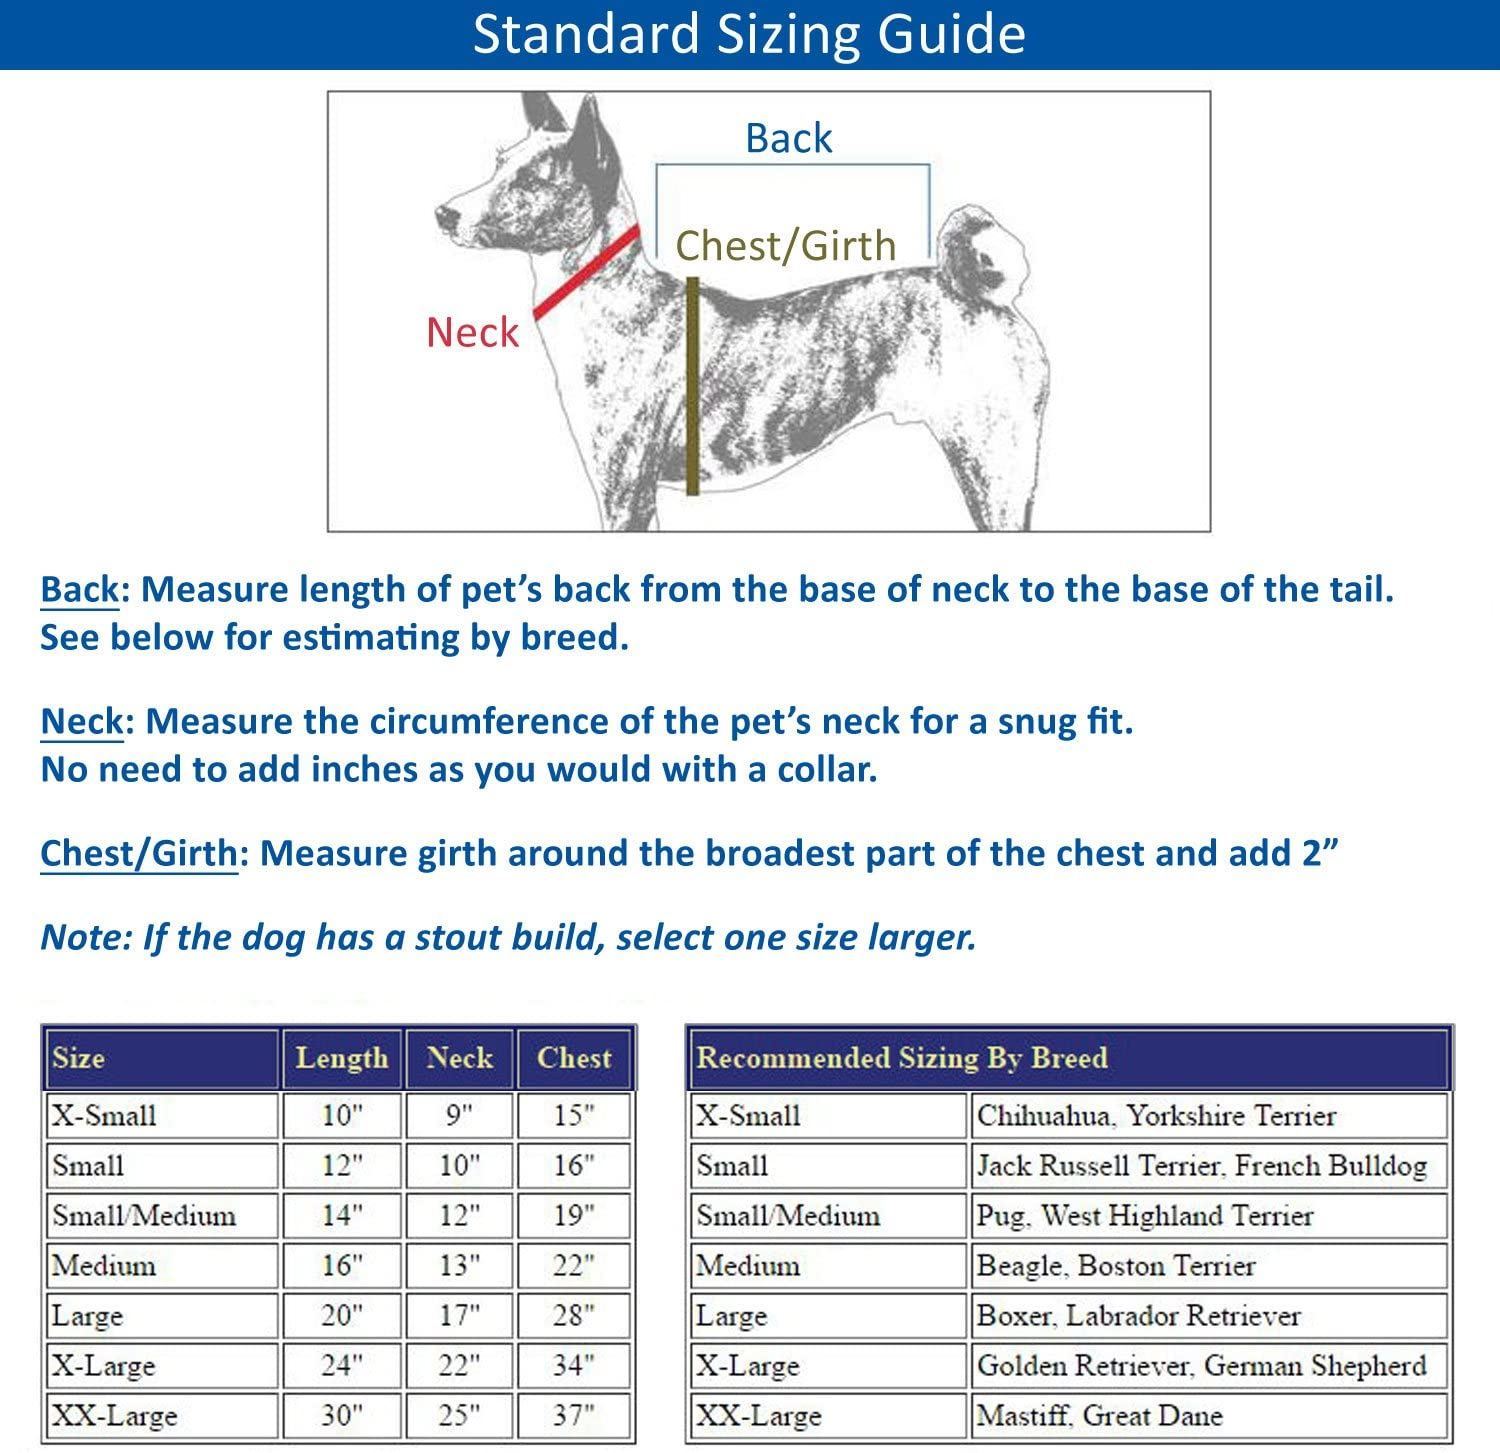 Standard Sizing Guide
Back
Chest/Girth
Neck
Back: Measure length of pet’s back from the base of neck to the base of the tail.
See below for estimating by breed.
Neck: Measure the circumference of the pet’s neck for a snug fit.
No need to add inches as you would with a collar.
Chest/Girth: Measure girth around the broadest part of the chest and add 2”
Note: If the dog has a stout build, select one size larger.
Size Length Neck Chest
X-Small 10" 9" 15"
Small 12" 10" 16"
Small/Medium 14" 12" 19"
Medium 16" 13" 22"
Large 20" 17" 28"
X-Large 24" 22" 34"
XX-Large 30" 25" 37"
Recommended Sizing By Breed
X-Small Chihuahua, Yorkshire Terrier
Small Jack Russell Terrier, French Bulldog
Small/Medium Pug, West Highland Terrier
Medium Beagle, Boston Terrier
Large Boxer, Labrador Retriever
X-Large Golden Retriever, German Shepherd
XX-Large Mastiff, Great Dane